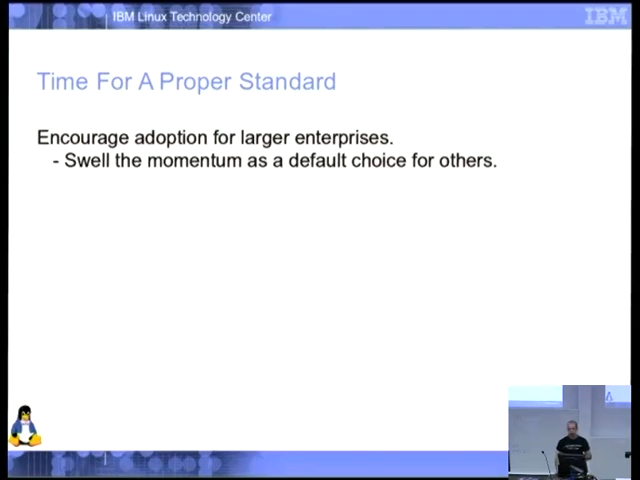 IBM Linux Technology Center
IBM
Time For A Proper Standard
Encourage adoption for larger enterprises.
- Swell the momentum as a default choice for others.